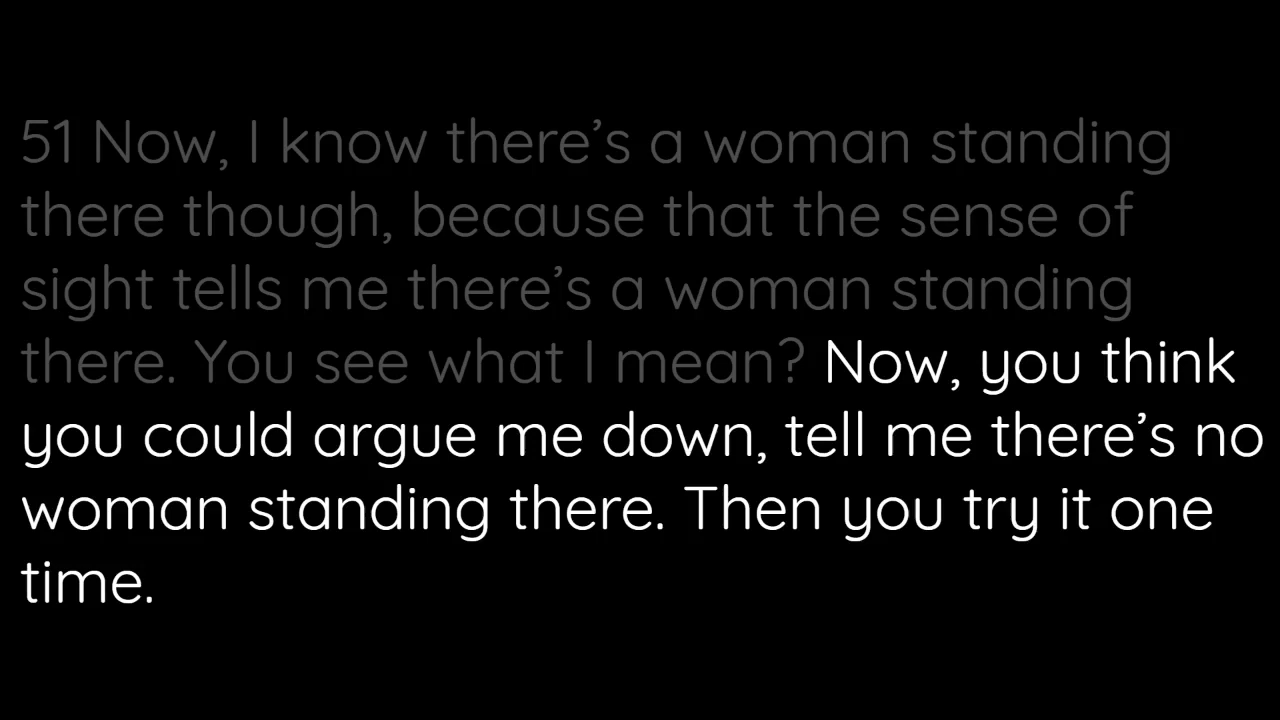 51 Now, I know there’s a woman standing
there though, because that the sense of
sight tells me there’s a woman standing
there. You see what I mean? Now, you think
you could argue me down, tell me there’s no
woman standing there. Then you try it one
time.